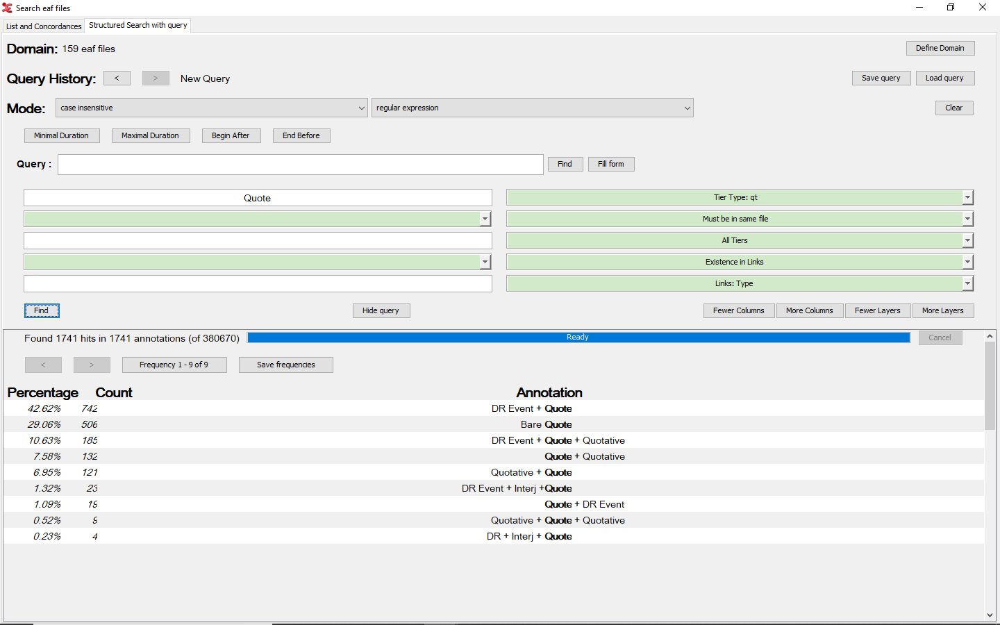 Search eaf files
List and Concordances Structured Search with query
Domain: 159 eaf files Define Domain
Query History: < > New Query Save query Load query
Mode: case insensitive regular expression Clear
Minimal Duration Maximal Duration Begin After End Before
Query : Find Fill form
Quote Tier Type: qt
Must be in same file
All Tiers
Existence in Links
Links: Type
Find Hide query Fewer Columns More Columns Fewer Layers More Layers
Found 1741 hits in 1741 annotations (of 380670) Ready Cancel
< > Frequency 1 - 9 of 9 Save frequencies
Percentage Count Annotation
42.62% 742 DR Event + Quote
29.06% 506 Bare Quote
10.63% 185 DR Event + Quote + Quotative
7.58% 132 Quote + Quotative
6.95% 121 Quotative + Quote
1.32% 23 DR Event + Interj +Quote
1.09% 19 Quote + DR Event
0.52% 9 Quotative + Quote + Quotative
0.23% 4 DR + Interj + Quote